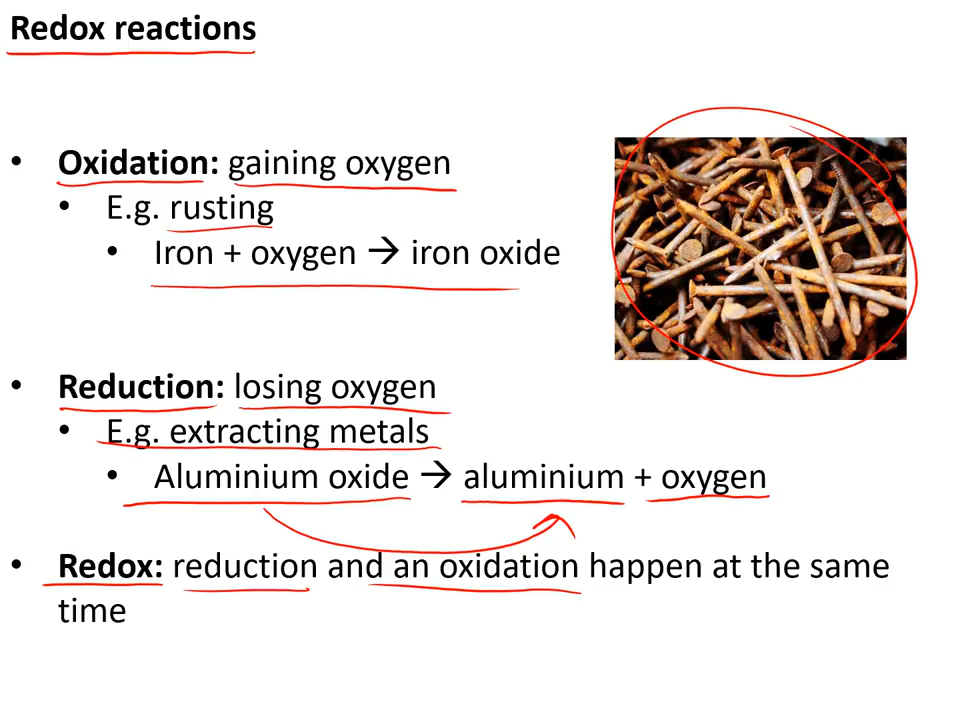 Redox reactions
• Oxidation: gaining oxygen
• E.g. rusting
• Iron + oxygen → iron oxide
• Reduction: losing oxygen
• E.g. extracting metals
• Aluminium oxide → aluminium + oxygen
• Redox: reduction and an oxidation happen at the same
time